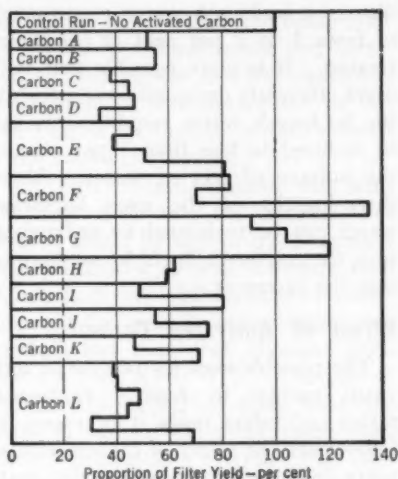 Control Run – No Activated Carbon
Carbon A
Carbon B
Carbon C
Carbon D
Carbon E
Carbon F
Carbon G
Carbon H
Carbon I
Carbon J
Carbon K
Carbon L
0 20 40 60 80 100 120 140
Proportion of Filter Yield – per cent